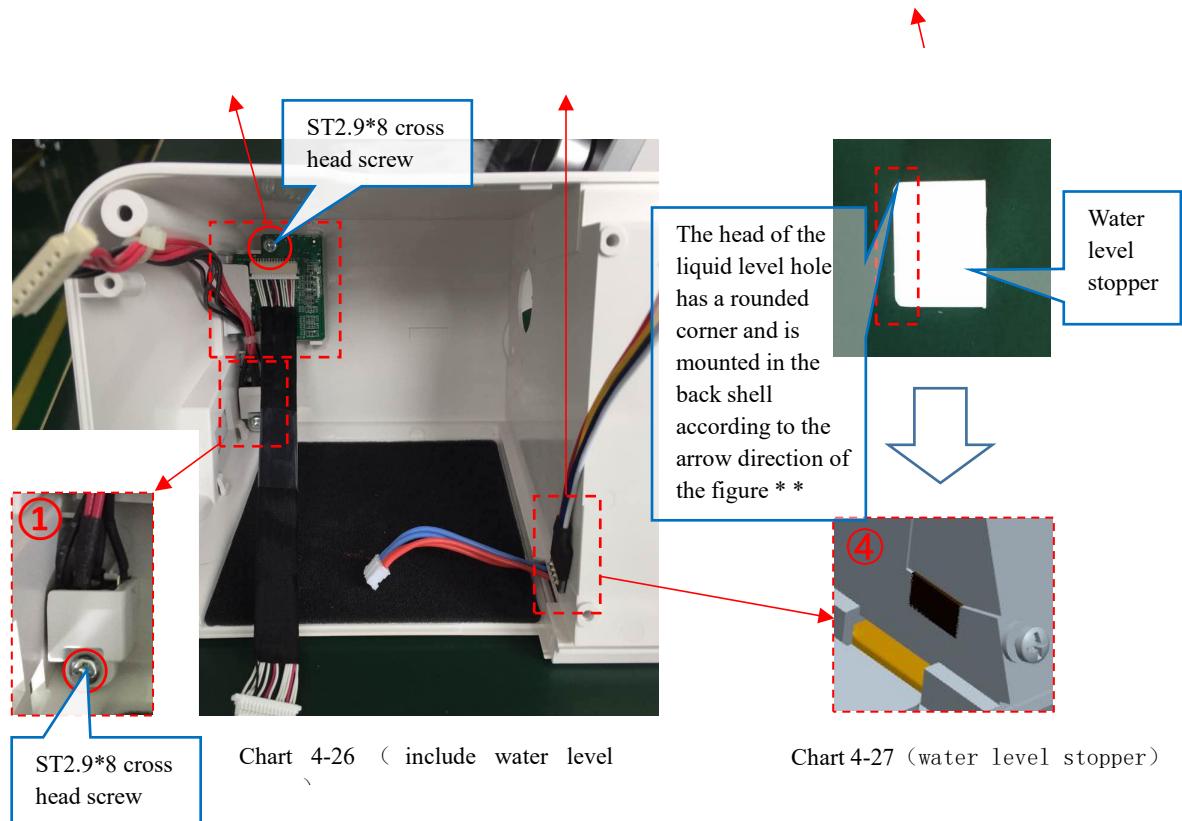 ST2.9*8 cross
head screw
The head of the
liquid level hole
has a rounded
corner and is
mounted in the
back shell
according to the
arrow direction of
the figure * *
Water
level
stopper
①
④
ST2.9*8 cross
head screw
Chart 4-26 （ include water level
）
Chart 4-27（water level stopper）